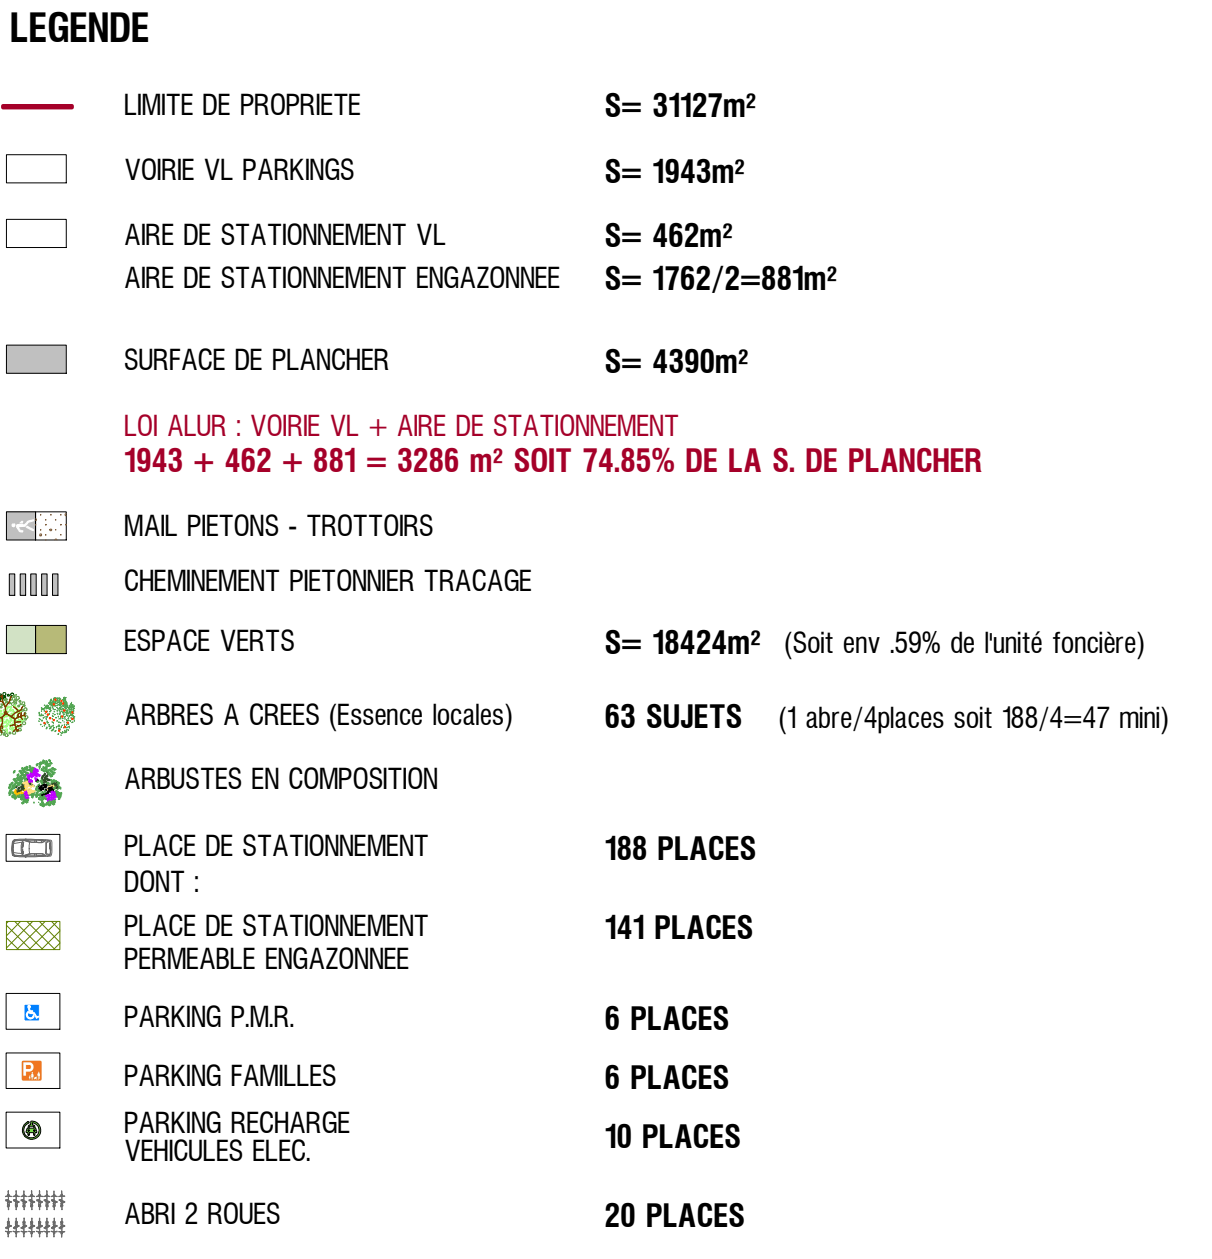 LEGENDE
LIMITE DE PROPRIETE S= 31127m²
VOIRIE VL PARKINGS S= 1943m²
AIRE DE STATIONNEMENT VL S= 462m²
AIRE DE STATIONNEMENT ENGAZONNEE S= 1762/2=881m²
SURFACE DE PLANCHER S= 4390m²
LOI ALUR : VOIRIE VL + AIRE DE STATIONNEMENT
1943 + 462 + 881 = 3286 m² SOIT 74.85% DE LA S. DE PLANCHER
MAIL PIETONS - TROTTOIRS
CHEMINEMENT PIETONNIER TRACAGE
ESPACE VERTS S= 18424m² (Soit env .59% de l'unité foncière)
ARBRES A CREES (Essence locales) 63 SUJETS (1 abre/4places soit 188/4=47 mini)
ARBUSTES EN COMPOSITION
PLACE DE STATIONNEMENT 188 PLACES
DONT :
PLACE DE STATIONNEMENT 141 PLACES
PERMEABLE ENGAZONNEE
PARKING P.M.R. 6 PLACES
P PARKING FAMILLES 6 PLACES
PARKING RECHARGE
VEHICULES ELEC. 10 PLACES
ABRI 2 ROUES 20 PLACES